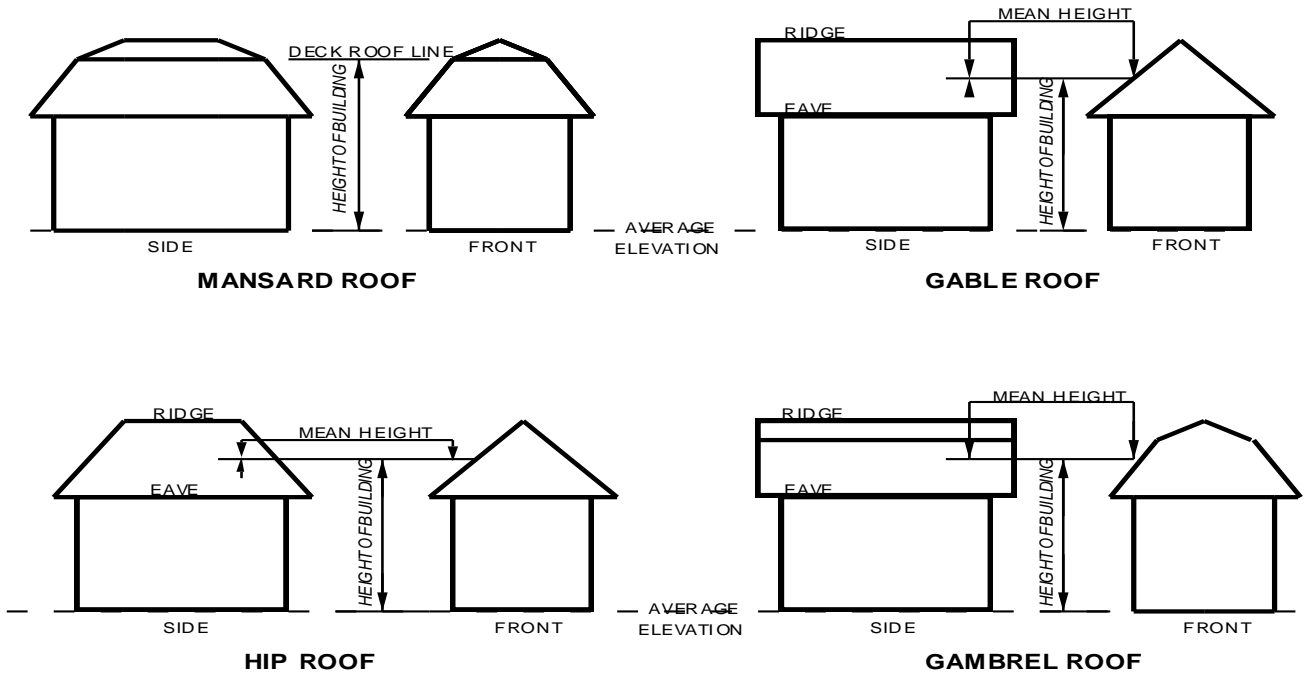 DECK ROOF LINE
HEIGHT OF BUILDING
SIDE
FRONT
MANSARD ROOF
AVERAGE
ELEVATION
MEAN HEIGHT
RIDGE
EAVE
HEIGHT OF BUILDING
SIDE
FRONT
GABLE ROOF
RIDGE
MEAN HEIGHT
EAVE
HEIGHT OF BUILDING
SIDE
FRONT
HIP ROOF
AVERAGE
ELEVATION
MEAN HEIGHT
RIDGE
EAVE
HEIGHT OF BUILDING
SIDE
FRONT
GAMBREL ROOF